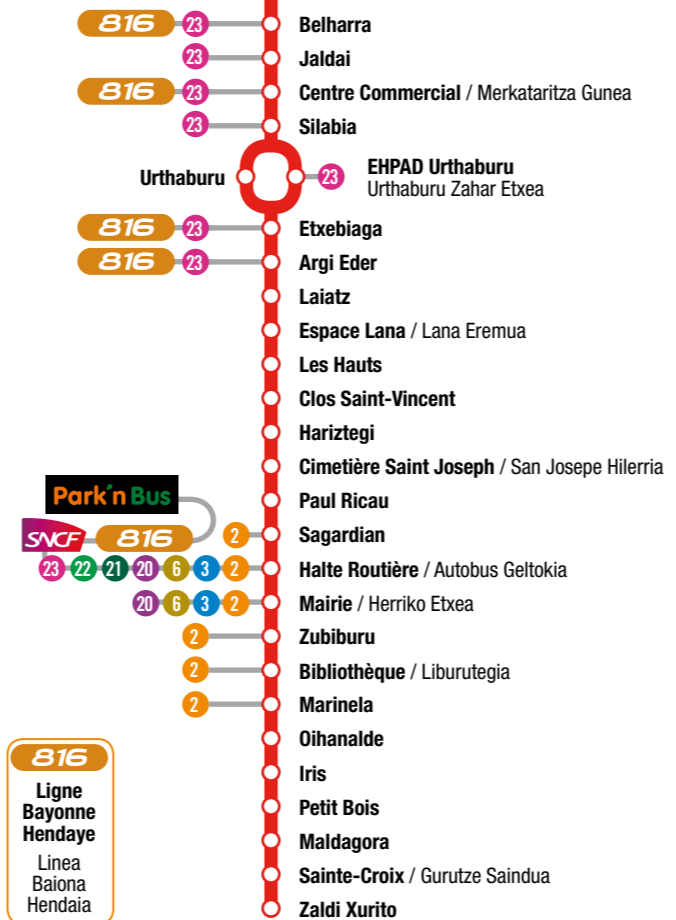 816 23 Belharra
23 Jaldai
816 23 Centre Commercial / Merkataritza Gunea
23 Silabia
Urthaburu 23 EHPAD Urthaburu
Urthaburu Zahar Etxea
816 23 Etxebiaga
816 23 Argi Eder
Laiatz
Espace Lana / Lana Eremua
Les Hauts
Clos Saint-Vincent
Hariztegi
Cimetière Saint Joseph / San Josepe Hilerria
Park'n Bus Paul Ricau
SNCF 816 2 Sagardian
23 22 21 20 6 3 2 Halte Routière / Autobus Geltokia
20 6 3 2 Mairie / Herriko Etxea
2 Zubiburu
2 Bibliothèque / Liburutegia
2 Marinela
Oihanalde
Iris
Petit Bois
Maldagora
Sainte-Croix / Gurutze Saindua
Zaldi Xurito
816
Ligne
Bayonne
Hendaye
Linea
Baiona
Hendaia